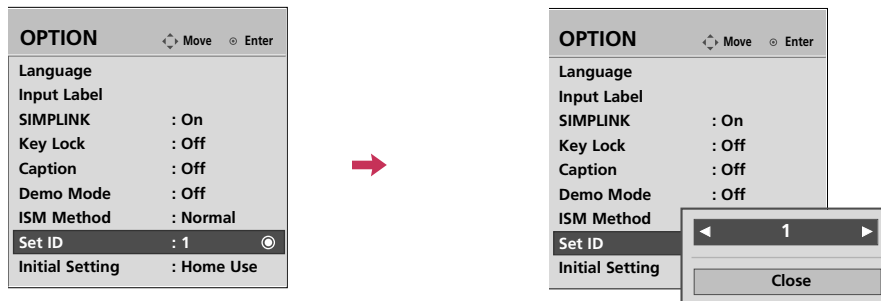 OPTION Move Enter
Language
Input Label
SIMPLINK : On
Key Lock : Off
Caption : Off
Demo Mode : Off
ISM Method : Normal
Set ID : 1
Initial Setting : Home Use
OPTION Move Enter
Language
Input Label
SIMPLINK : On
Key Lock : Off
Caption : Off
Demo Mode : Off
ISM Method
Set ID
Initial Setting
1
Close